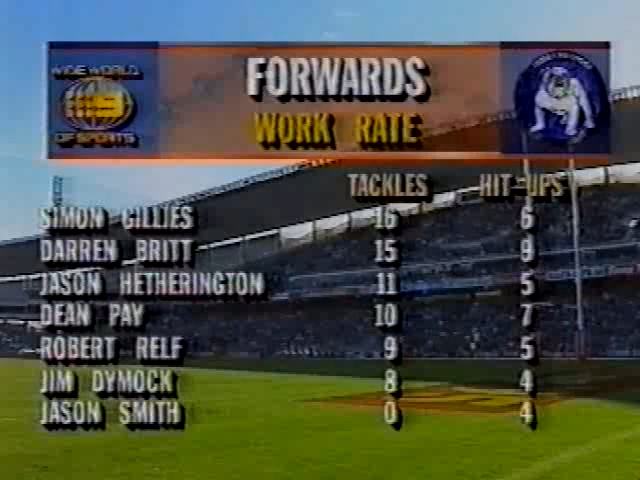 WIDE WORLD
9
OF SPORTS
FORWARDS
WORK RATE
TACKLES HIT-UPS
SIMON GILLIES 16 6
DARREN BRITT 15 9
JASON HETHERINGTON 11 5
DEAN PAY 10 7
ROBERT RELF 9 5
JIM DYMOCK 8 4
JASON SMITH 0 4